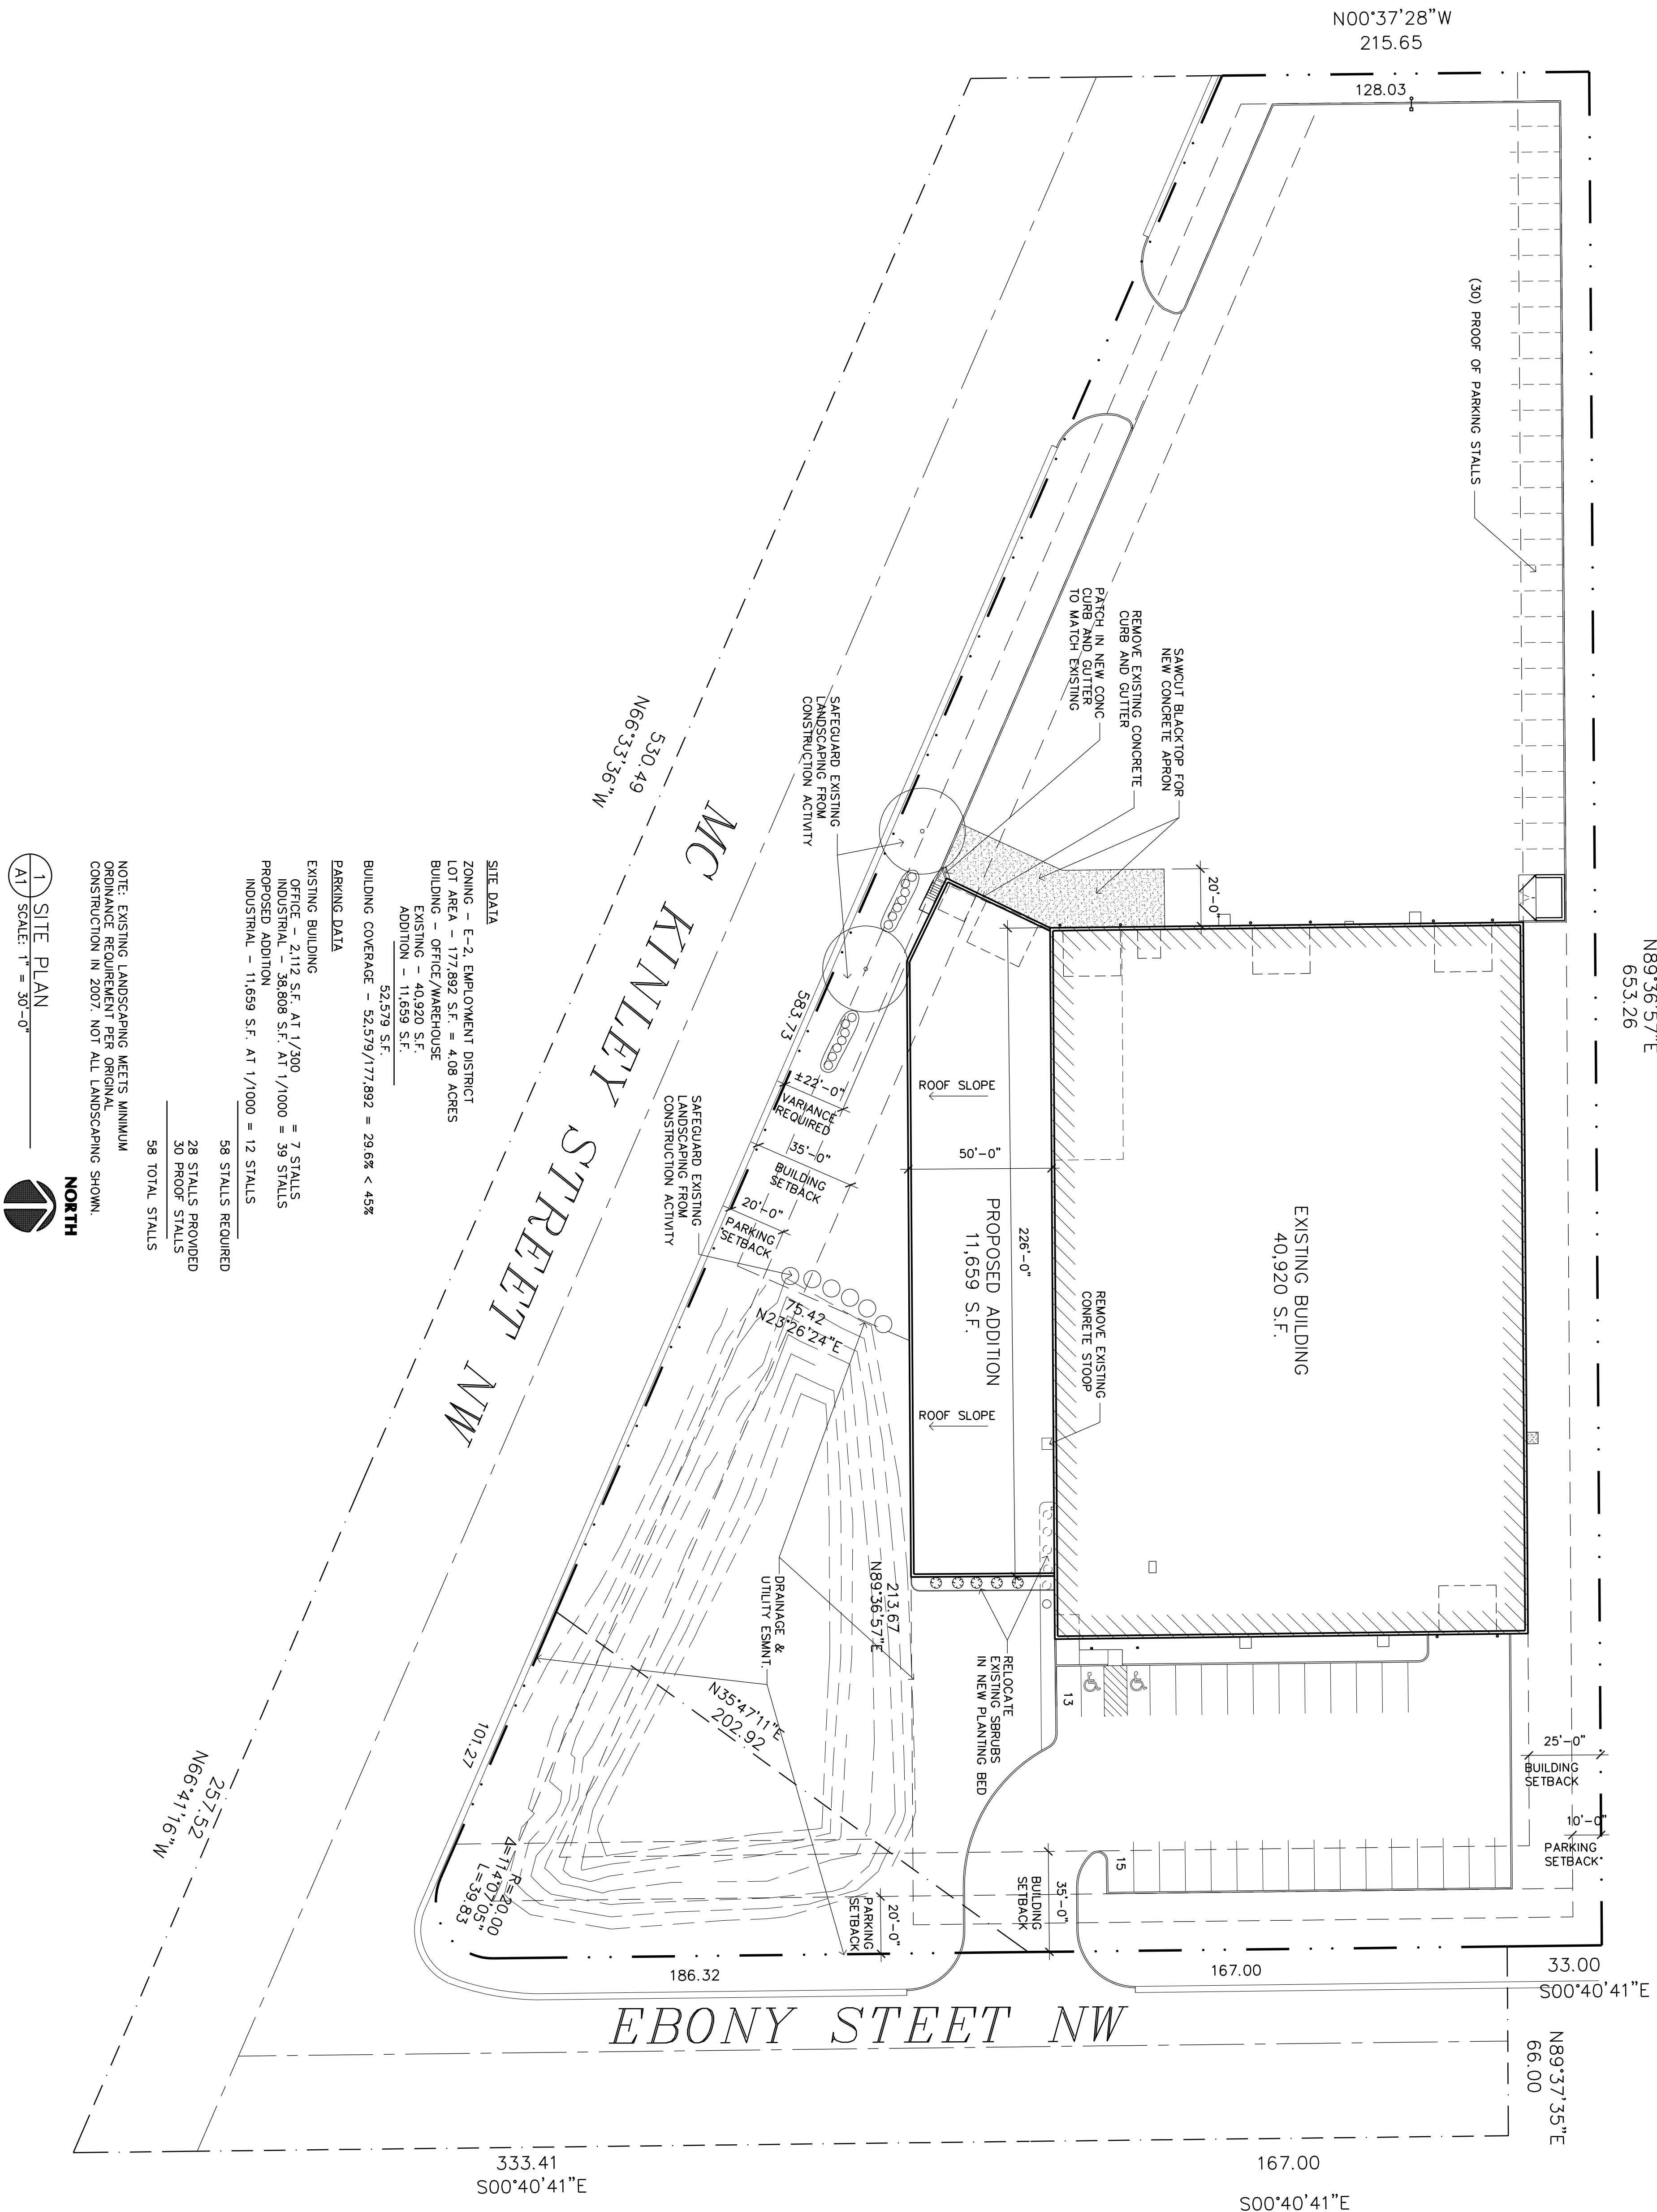 N00°37'28"W
215.65
128.03
(30) PROOF OF PARKING STALLS
N89°36'57"E
653.26
SAWCUT BLACKTOP FOR
NEW CONCRETE APRON
REMOVE EXISTING CONCRETE
CURB AND GUTTER
PATCH IN NEW CONC
CURB AND GUTTER
TO MATCH EXISTING
20'-0"
SAFEGUARD EXISTING
LANDSCAPING FROM
CONSTRUCTION ACTIVITY
530.49
N66°33'36"W
583.73
EXISTING BUILDING
40,920 S.F.
PROPOSED ADDITION
11,659 S.F.
226'-0"
50'-0"
ROOF SLOPE
ROOF SLOPE
REMOVE EXISTING
CONRETE STOOP
±22'-0"
VARIANCE
REQUIRED
35'-0"
BUILDING
SETBACK
20'-0"
PARKING
SETBACK
SAFEGUARD EXISTING
LANDSCAPING FROM
CONSTRUCTION ACTIVITY
75.42
N23°26'24"E
213.67
N89°36'57"E
DRAINAGE &
UTILITY ESMNT.
RELOCATE
EXISTING SBRUBS
IN NEW PLANTING BED
N35°47'11"E
202.92
13
15
25'-0"
BUILDING
SETBACK
10'-0"
PARKING
SETBACK
35'-0"
BUILDING
SETBACK
20'-0"
PARKING
SETBACK
101.27
R=20.00
Δ=114°07'05"
L=39.83
257.52
N66°41'16"W
186.32
167.00
33.00
S00°40'41"E
N89°37'35"E
66.00
MC KINLEY STREET NW
EBONY STEET NW
333.41
S00°40'41"E
167.00
S00°40'41"E
SITE DATA
ZONING - E-2, EMPLOYMENT DISTRICT
LOT AREA - 177,892 S.F. = 4.08 ACRES
BUILDING - OFFICE/WAREHOUSE
EXISTING - 40,920 S.F.
ADDITION - 11,659 S.F.
52,579 S.F.
BUILDING COVERAGE - 52,579/177,892 = 29.6% < 45%
PARKING DATA
EXISTING BUILDING
OFFICE - 2,112 S.F. AT 1/300 = 7 STALLS
INDUSTRIAL - 38,808 S.F. AT 1/1000 = 39 STALLS
PROPOSED ADDITION
INDUSTRIAL - 11,659 S.F. AT 1/1000 = 12 STALLS
58 STALLS REQUIRED
28 STALLS PROVIDED
30 PROOF STALLS
58 TOTAL STALLS
NOTE: EXISTING LANDSCAPING MEETS MINIMUM
ORDINANCE REQUIREMENT PER ORIGINAL
CONSTRUCTION IN 2007. NOT ALL LANDSCAPING SHOWN.
1
A1
SITE PLAN
SCALE: 1" = 30'-0"
NORTH